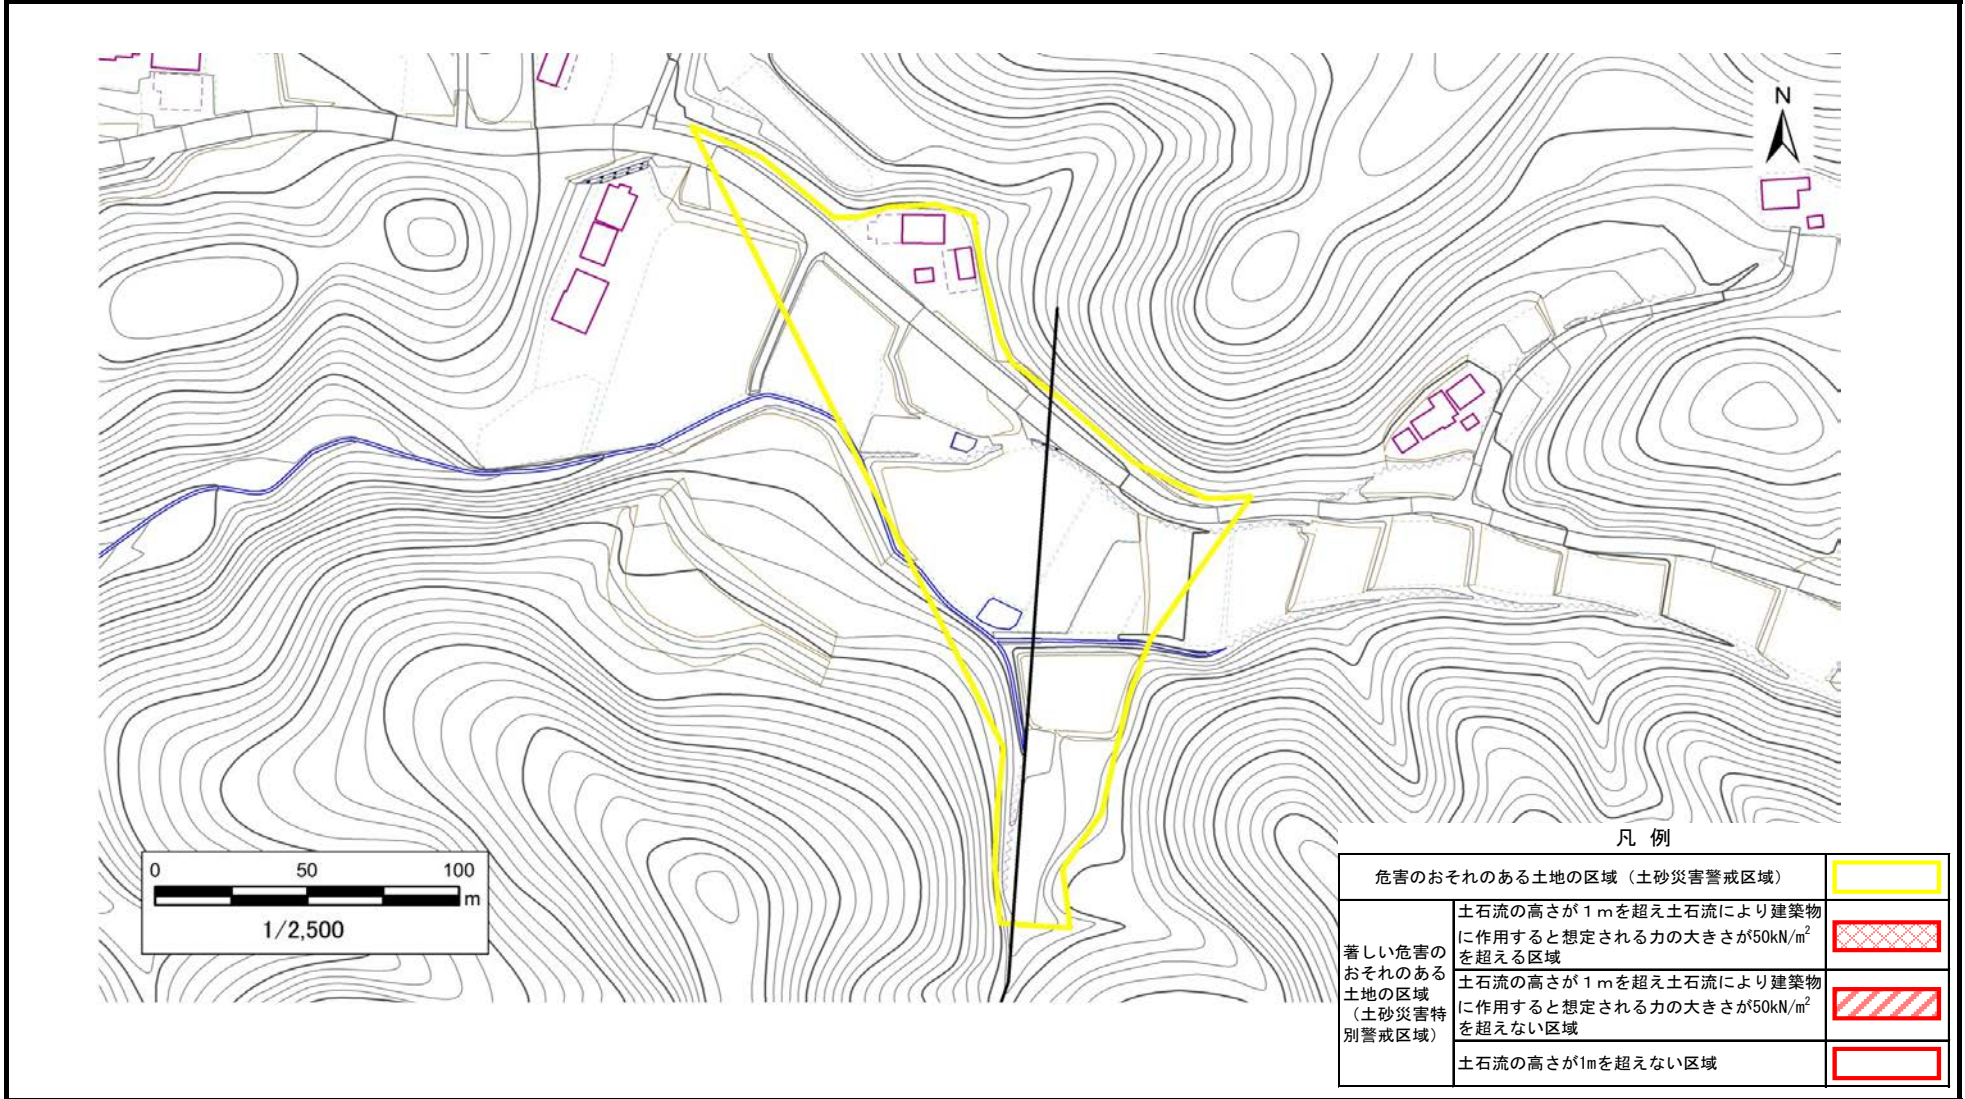 N
0 50 100
m
1/2,500
凡 例
危害のおそれのある土地の区域（土砂災害警戒区域）
著しい危害の
おそれのある
土地の区域
（土砂災害特
別警戒区域）
土石流の高さが１ｍを超え土石流により建築物
に作用すると想定される力の大きさが50kN/m²
を超える区域
土石流の高さが１ｍを超え土石流により建築物
に作用すると想定される力の大きさが50kN/m²
を超えない区域
土石流の高さが1mを超えない区域